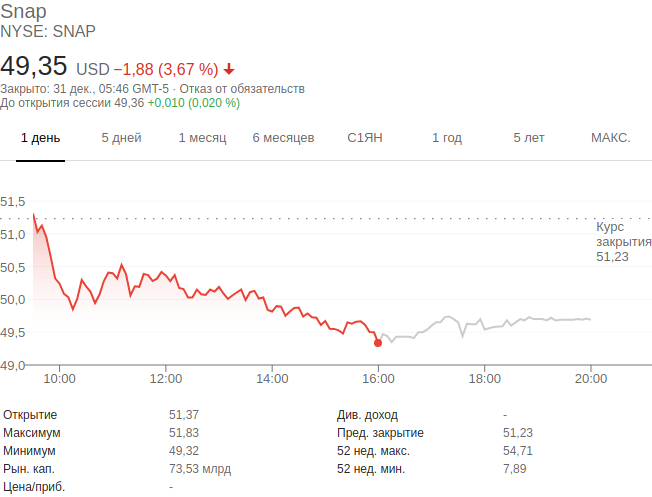 Snap
NYSE: SNAP
49,35 USD −1,88 (3,67 %)
Закрыто: 31 дек., 05:46 GMT-5 · Отказ от обязательств
До открытия сессии 49,36 +0,010 (0,020 %)
1 день 5 дней 1 месяц 6 месяцев С1ЯН 1 год 5 лет МАКС.
51,5
51,0
50,5
50,0
49,5
49,0
Курс
закрытия
51,23
10:00 12:00 14:00 16:00 18:00 20:00
Открытие 51,37 Див. доход -
Максимум 51,83 Пред. закрытие 51,23
Минимум 49,32 52 нед. макс. 54,71
Рын. кап. 73,53 млрд 52 нед. мин. 7,89
Цена/приб. -